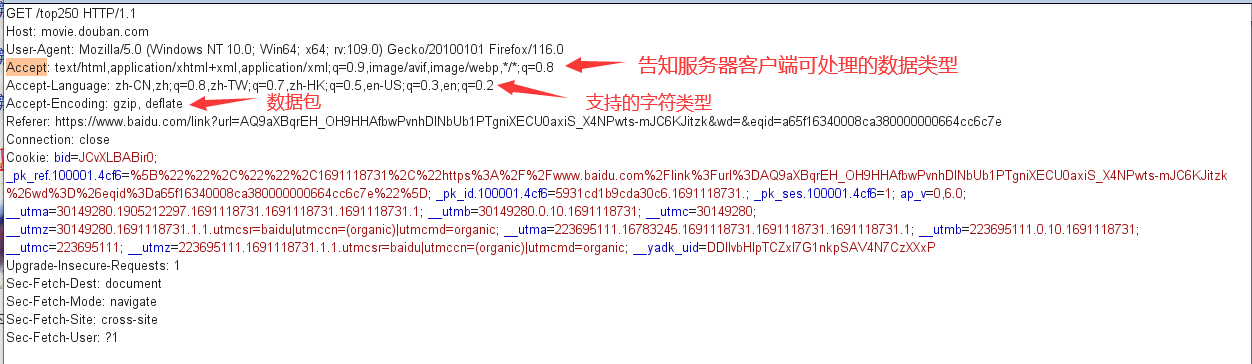 GET /top250 HTTP/1.1
Host: movie.douban.com
User-Agent: Mozilla/5.0 (Windows NT 10.0; Win64; x64; rv:109.0) Gecko/20100101 Firefox/116.0
Accept: text/html,application/xhtml+xml,application/xml;q=0.9,image/avif,image/webp,*/*;q=0.8 告知服务器客户端可处理的数据类型
Accept-Language: zh-CN,zh;q=0.8,zh-TW;q=0.7,zh-HK;q=0.5,en-US;q=0.3,en;q=0.2 支持的字符类型
Accept-Encoding: gzip, deflate 数据包
Referer: https://www.baidu.com/link?url=AQ9aXBqrEH_OH9HHAfbwPvnhDlNbUb1PTgniXECU0axiS_X4NPwts-mJC6KJitzk&wd=&eqid=a65f16340008ca380000000664cc6c7e
Connection: close
Cookie: bid=JCvXLBABir0;
_pk_ref.100001.4cf6=%5B%22%22%2C%22%22%2C1691118731%2C%22https%3A%2F%2Fwww.baidu.com%2Flink%3Furl%3DAQ9aXBqrEH_OH9HHAfbwPvnhDlNbUb1PTgniXECU0axiS_X4NPwts-mJC6KJitzk
%26wd%3D%26eqid%3Da65f16340008ca380000000664cc6c7e%22%5D; _pk_id.100001.4cf6=5931cd1b9cda30c6.1691118731.; _pk_ses.100001.4cf6=1; ap_v=0,6.0;
__utma=30149280.1905212297.1691118731.1691118731.1691118731.1; __utmb=30149280.0.10.1691118731; __utmc=30149280;
__utmz=30149280.1691118731.1.1.utmcsr=baidu|utmccn=(organic)|utmcmd=organic; __utma=223695111.16783245.1691118731.1691118731.1691118731.1; __utmb=223695111.0.10.1691118731;
__utmc=223695111; __utmz=223695111.1691118731.1.1.utmcsr=baidu|utmccn=(organic)|utmcmd=organic; __yadk_uid=DDIlvbHlpTCZxI7G1nkpSAV4N7CzXXxP
Upgrade-Insecure-Requests: 1
Sec-Fetch-Dest: document
Sec-Fetch-Mode: navigate
Sec-Fetch-Site: cross-site
Sec-Fetch-User: ?1